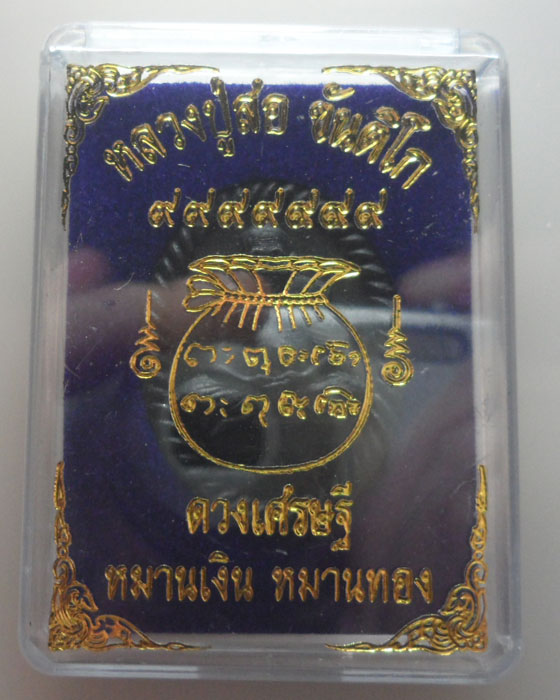 หลวงปู่สอ ขันติโก
๙๙๙๙๙๙๙
ดวงเศรษฐี
หมานเงิน หมานทอง